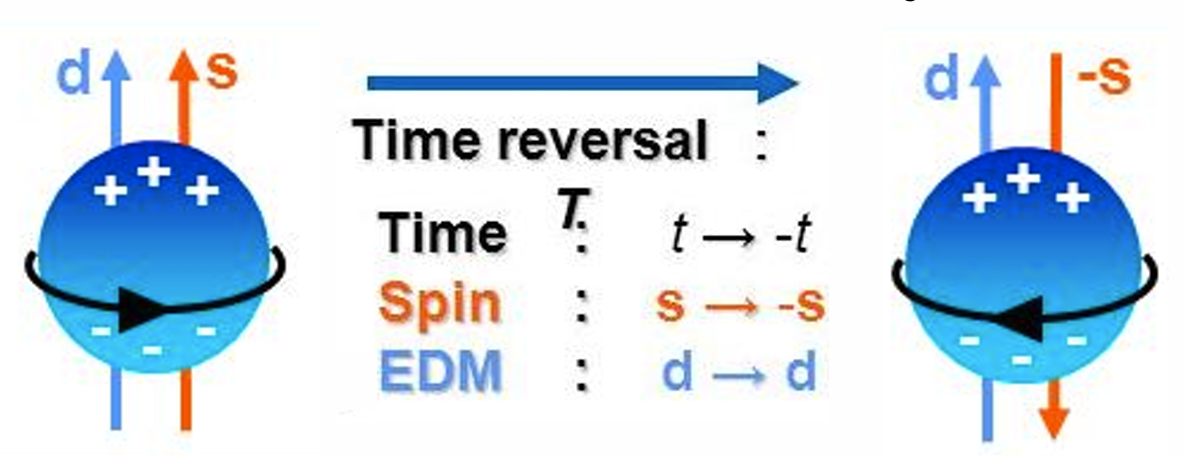 d s
Time reversal :
T
Time : t → -t
Spin : s → -s
EDM : d → d
+ + +
- - -
d -s
+ + +
- - -